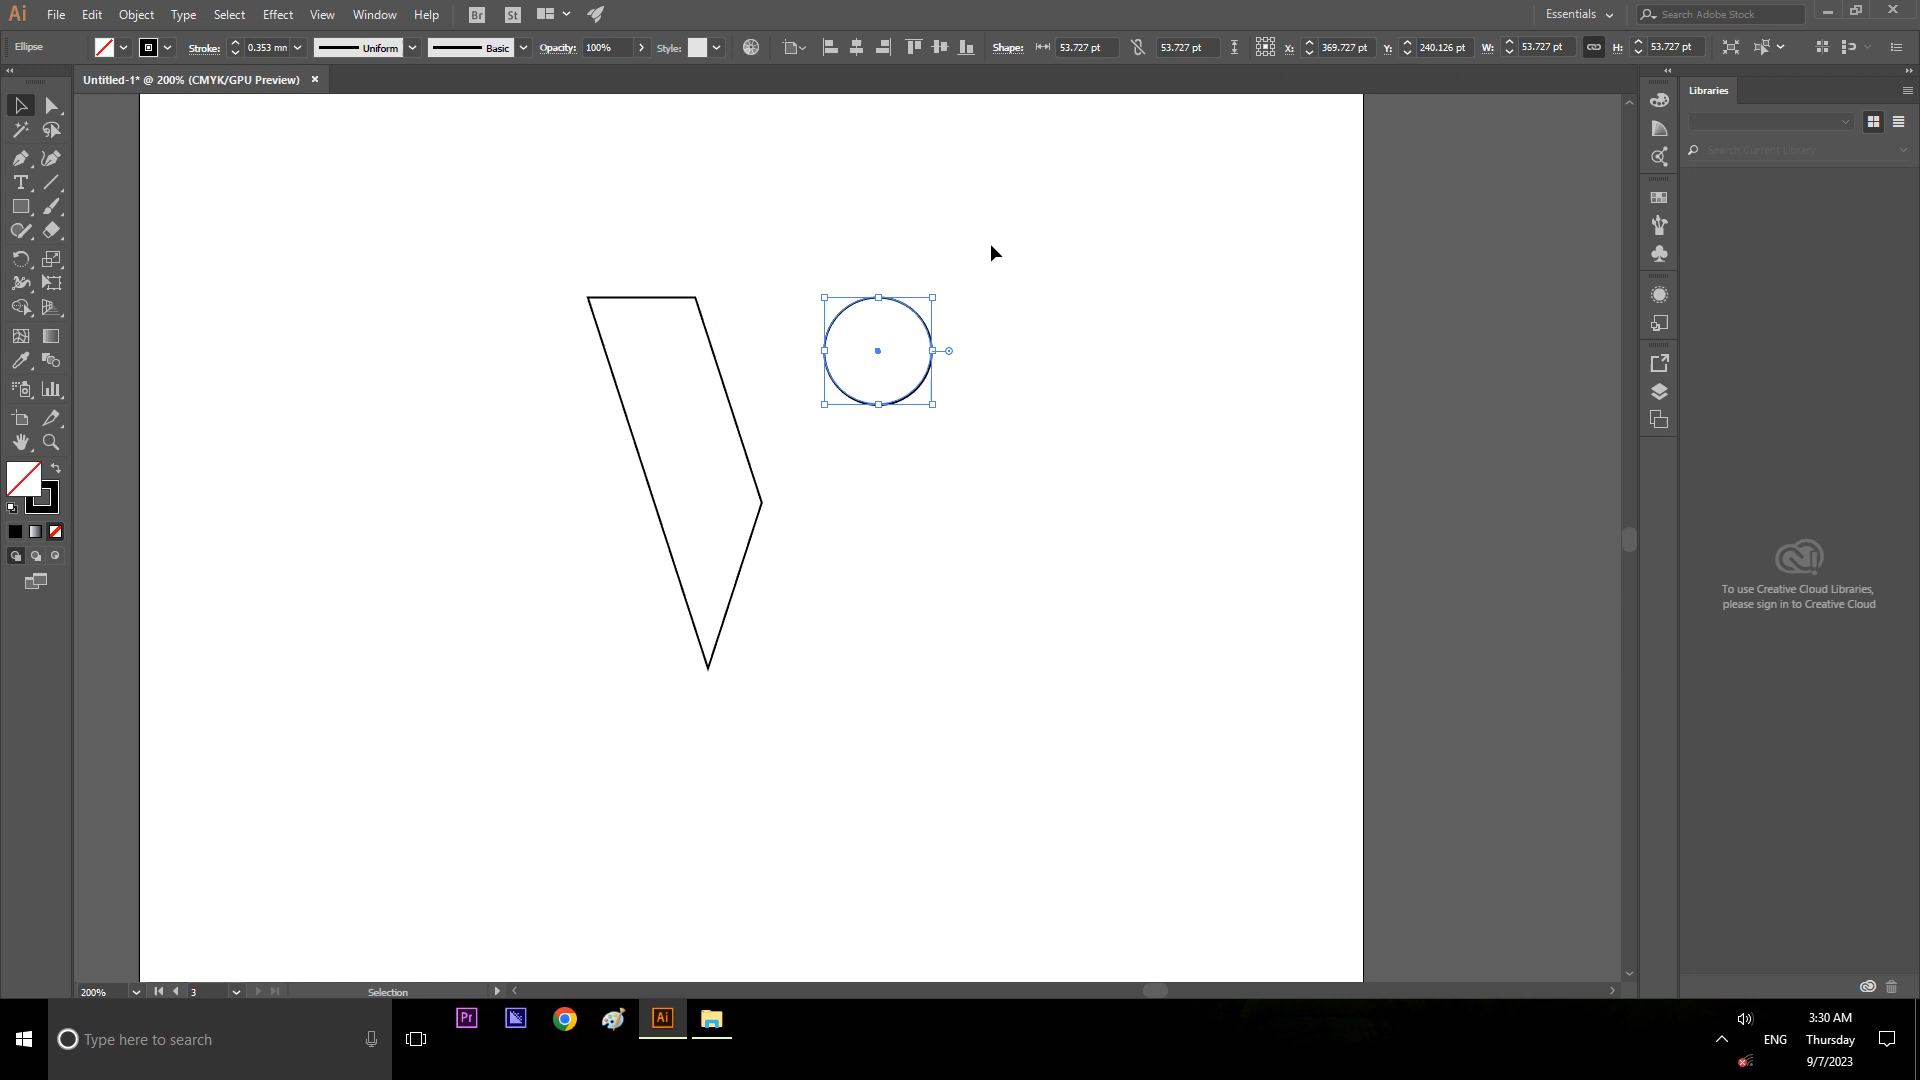 Ai File Edit Object Type Select Effect View Window Help Br St Essentials Search Adobe Stock
Ellipse Stroke: 0.353 mm Uniform Basic Opacity: 100% Style: Shape: 53.727 pt 53.727 pt X: 369.727 pt Y: 240.126 pt W: 53.727 pt H: 53.727 pt
Untitled-1* @ 200% (CMYK/GPU Preview)
Libraries
Search Current Library
To use Creative Cloud Libraries,
please sign in to Creative Cloud
200% 3 Selection
Type here to search
Pr Ai
ENG
3:30 AM
Thursday
9/7/2023